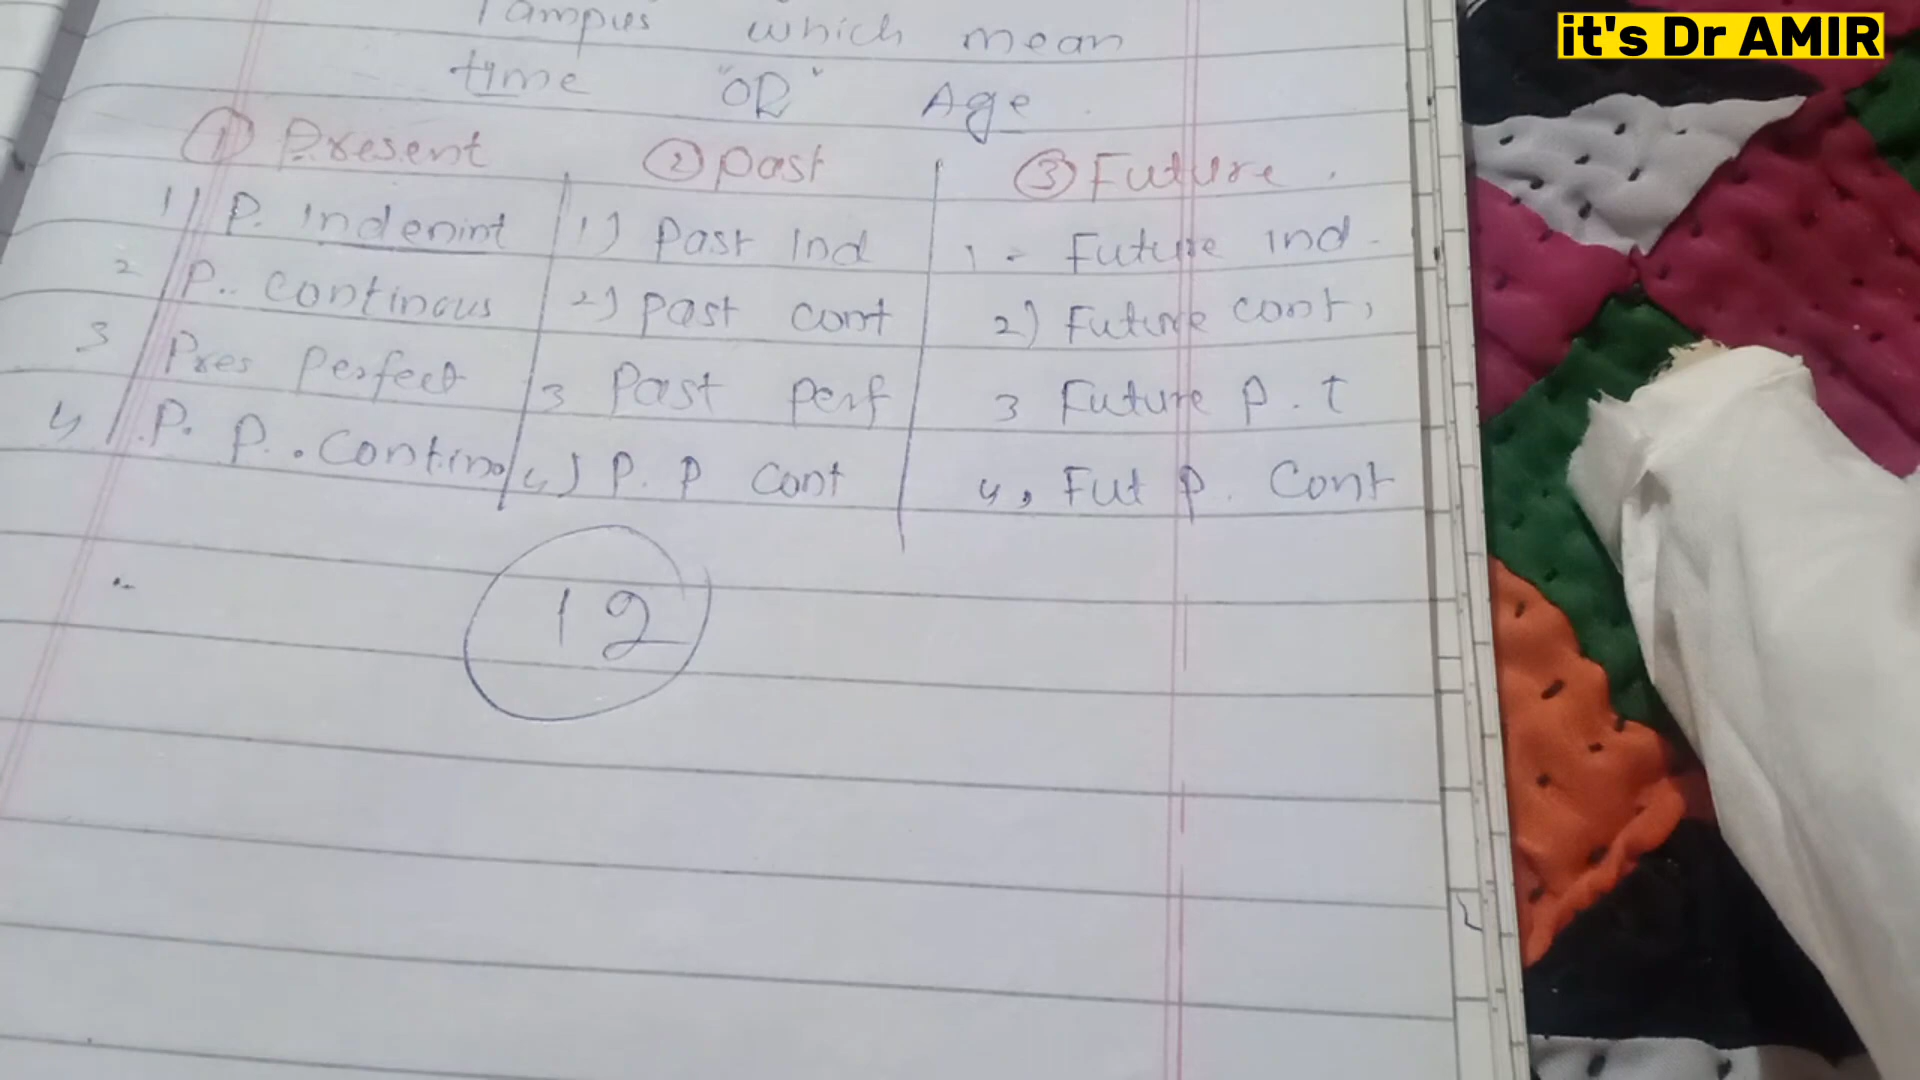 it's Dr AMIR
Tampus which mean
time "OR" Age
① Present ② past ③ Future.
1) P. Indenint 1) Past Ind 1- Future ind-
2 P.. continous 2) past cont 2) Future cont,
3 Pres Perfect 3 Past perf 3 Future P.t
4 P. P..Contino 4) P. P Cont 4, Fut P. Cont
12